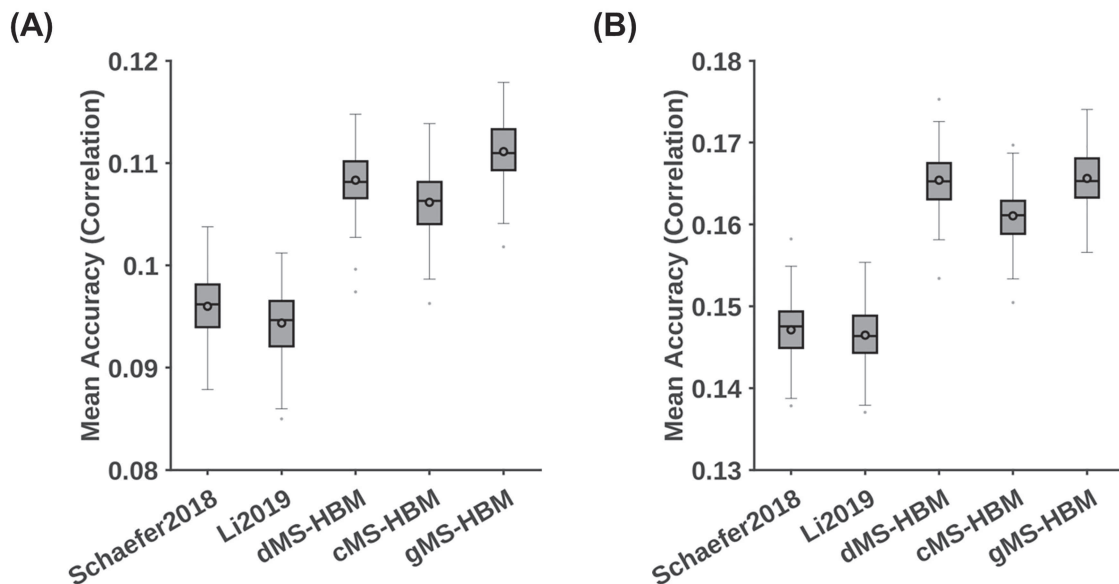 (A)
Mean Accuracy (Correlation)
0.12
0.11
0.1
0.09
0.08
Schaefer2018
Li2019
dMS-HBM
cMS-HBM
gMS-HBM
(B)
Mean Accuracy (Correlation)
0.18
0.17
0.16
0.15
0.14
0.13
Schaefer2018
Li2019
dMS-HBM
cMS-HBM
gMS-HBM